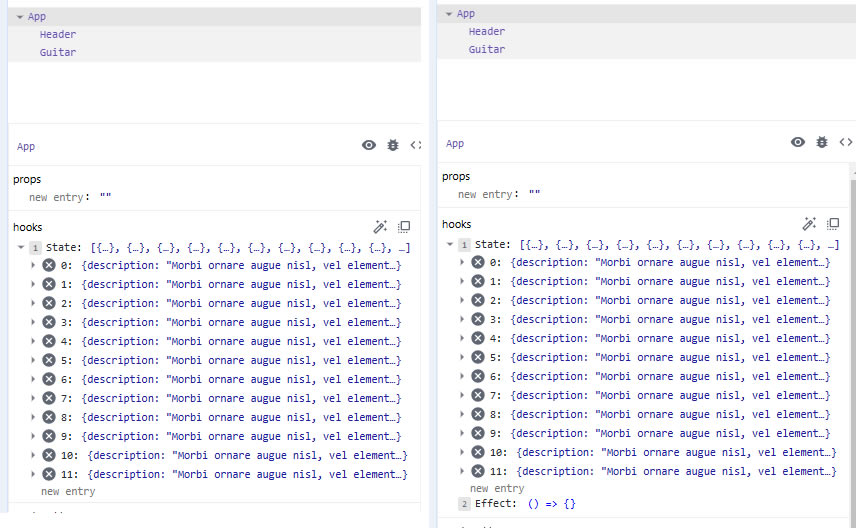 App
Header
Guitar
App
props
new entry: ""
hooks
1 State: [{…}, {…}, {…}, {…}, {…}, {…}, {…}, {…}, {…}, {…}, …]
0: {description: "Morbi ornare augue nisl, vel element…}
1: {description: "Morbi ornare augue nisl, vel element…}
2: {description: "Morbi ornare augue nisl, vel element…}
3: {description: "Morbi ornare augue nisl, vel element…}
4: {description: "Morbi ornare augue nisl, vel element…}
5: {description: "Morbi ornare augue nisl, vel element…}
6: {description: "Morbi ornare augue nisl, vel element…}
7: {description: "Morbi ornare augue nisl, vel element…}
8: {description: "Morbi ornare augue nisl, vel element…}
9: {description: "Morbi ornare augue nisl, vel element…}
10: {description: "Morbi ornare augue nisl, vel element…}
11: {description: "Morbi ornare augue nisl, vel element…}
new entry
App
Header
Guitar
App
props
new entry: ""
hooks
1 State: [{…}, {…}, {…}, {…}, {…}, {…}, {…}, {…}, {…}, {…}, …]
0: {description: "Morbi ornare augue nisl, vel element…}
1: {description: "Morbi ornare augue nisl, vel element…}
2: {description: "Morbi ornare augue nisl, vel element…}
3: {description: "Morbi ornare augue nisl, vel element…}
4: {description: "Morbi ornare augue nisl, vel element…}
5: {description: "Morbi ornare augue nisl, vel element…}
6: {description: "Morbi ornare augue nisl, vel element…}
7: {description: "Morbi ornare augue nisl, vel element…}
8: {description: "Morbi ornare augue nisl, vel element…}
9: {description: "Morbi ornare augue nisl, vel element…}
10: {description: "Morbi ornare augue nisl, vel element…}
11: {description: "Morbi ornare augue nisl, vel element…}
new entry
2 Effect: () => {}